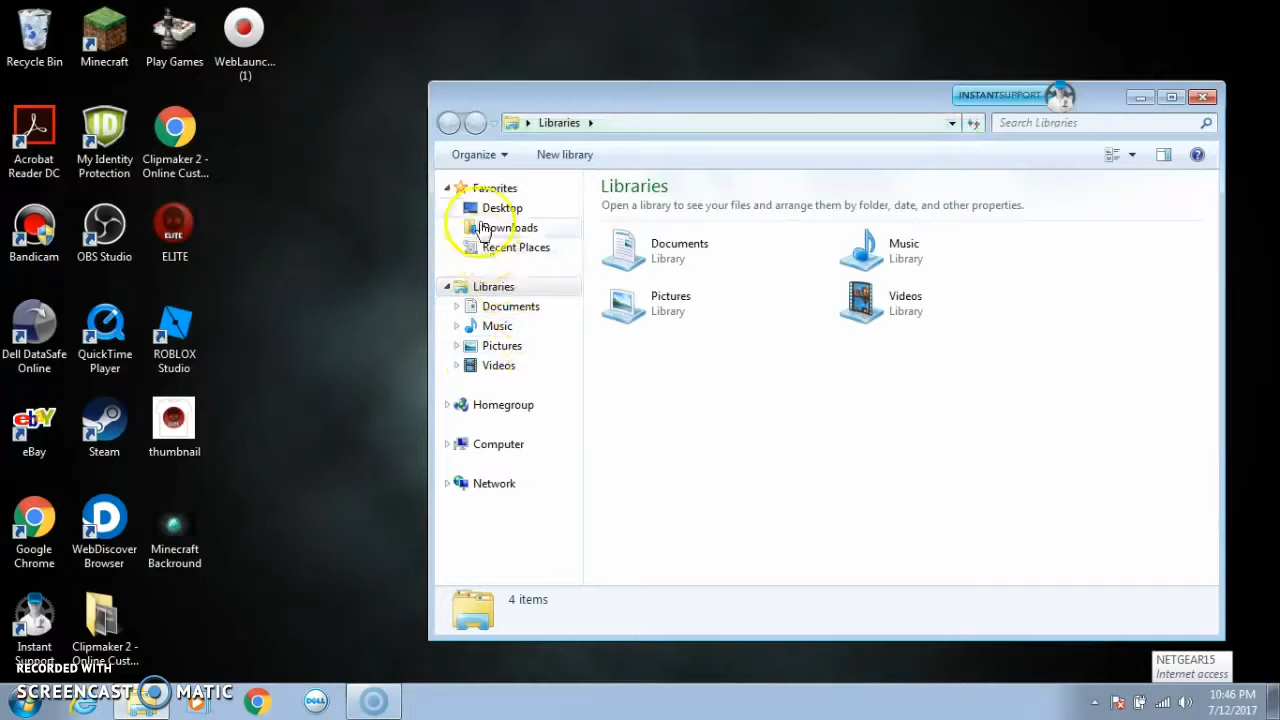 Recycle Bin
Minecraft
Play Games
WebLaunc...
(1)
Acrobat
Reader DC
ID
My Identity
Protection
Clipmaker 2 -
Online Cust...
Bandicam
OBS Studio
ELITE
ELITE
Dell DataSafe
Online
QuickTime
Player
ROBLOX
Studio
ebY
eBay
Steam
thumbnail
Google
Chrome
D
WebDiscover
Browser
Minecraft
Backround
Instant
Support
Clipmaker 2 -
Online Cust...
INSTANTSUPPORT
Libraries
Search Libraries
Organize
New library
Favorites
Desktop
Downloads
Recent Places
Libraries
Documents
Music
Pictures
Videos
Homegroup
Computer
Network
Libraries
Open a library to see your files and arrange them by folder, date, and other properties.
Documents
Library
Music
Library
Pictures
Library
Videos
Library
4 items
NETGEAR15
Internet access
RECORDED WITH
SCREENCAST MATIC
DELL
10:46 PM
7/12/2017